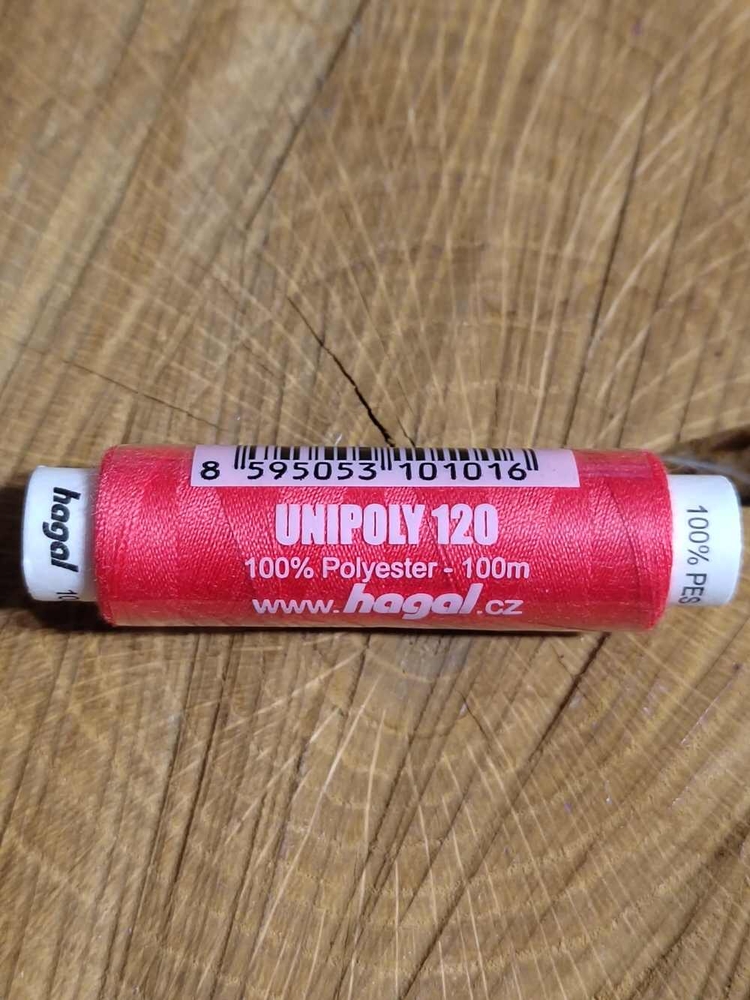 8 595053 101016
UNIPOLY 120
100% Polyester - 100m
www.hagal.cz
hagal
100% PES